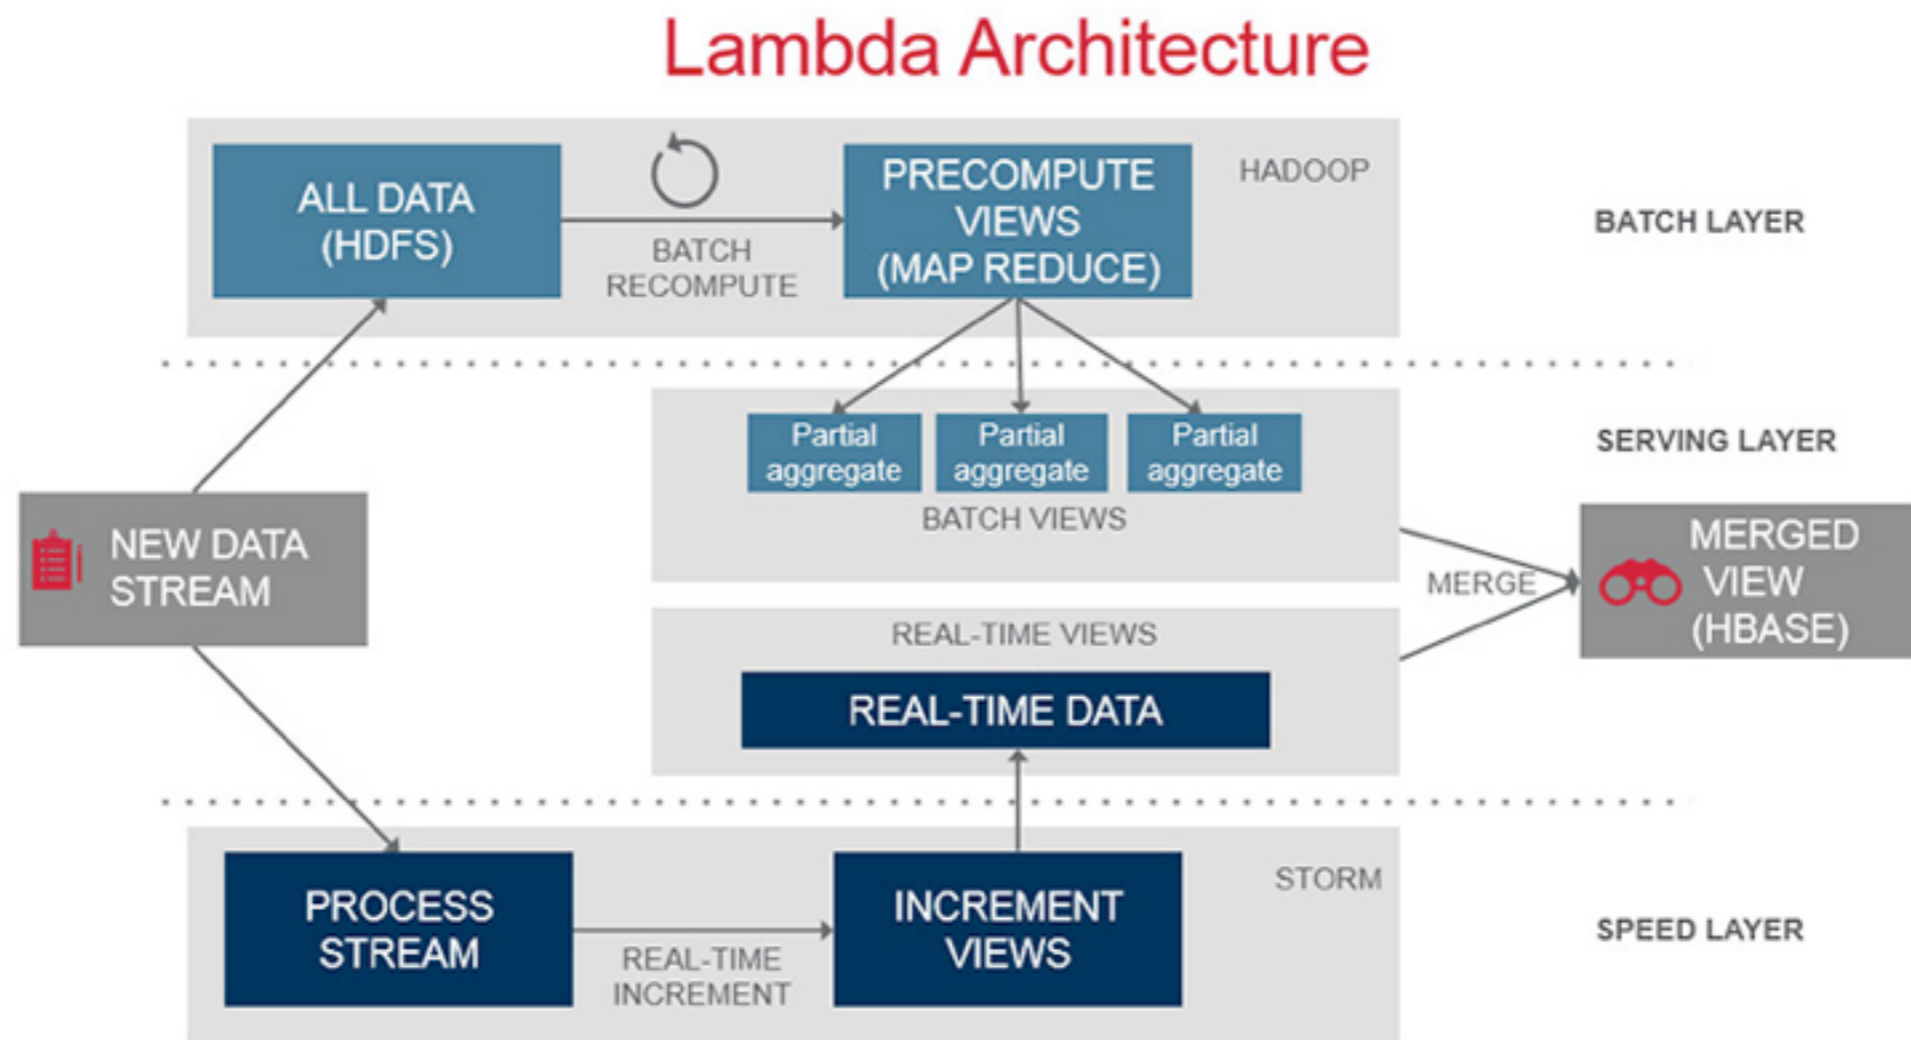 Lambda Architecture
ALL DATA
(HDFS)
BATCH
RECOMPUTE
PRECOMPUTE
VIEWS
(MAP REDUCE)
HADOOP
BATCH LAYER
Partial
aggregate
Partial
aggregate
Partial
aggregate
BATCH VIEWS
SERVING LAYER
NEW DATA
STREAM
MERGE
MERGED
VIEW
(HBASE)
REAL-TIME VIEWS
REAL-TIME DATA
PROCESS
STREAM
REAL-TIME
INCREMENT
INCREMENT
VIEWS
STORM
SPEED LAYER